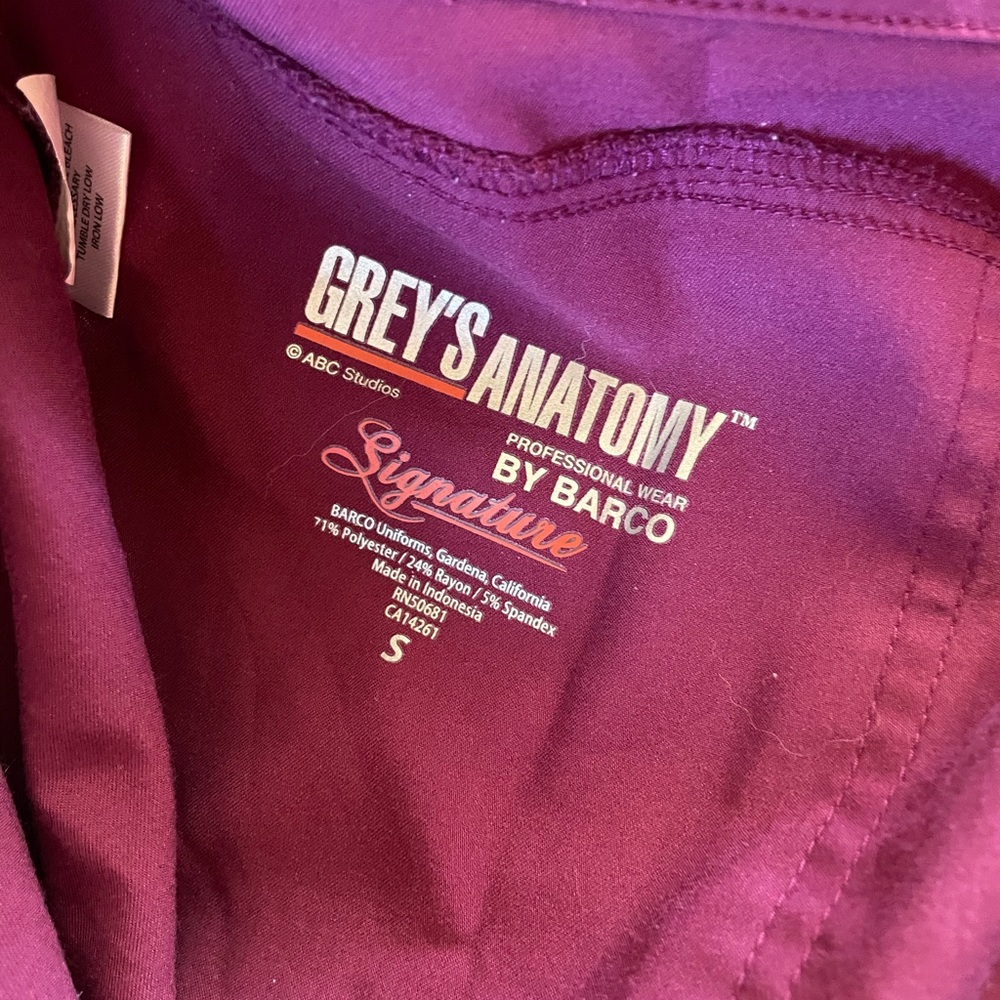 BLEACH
TUMBLE DRY LOW
IRON LOW
GREY'S ANATOMY™
© ABC Studios
PROFESSIONAL WEAR
BY BARCO
Signature
BARCO Uniforms, Gardena, California
71% Polyester / 24% Rayon / 5% Spandex
Made in Indonesia
RN50681
CA14261
S